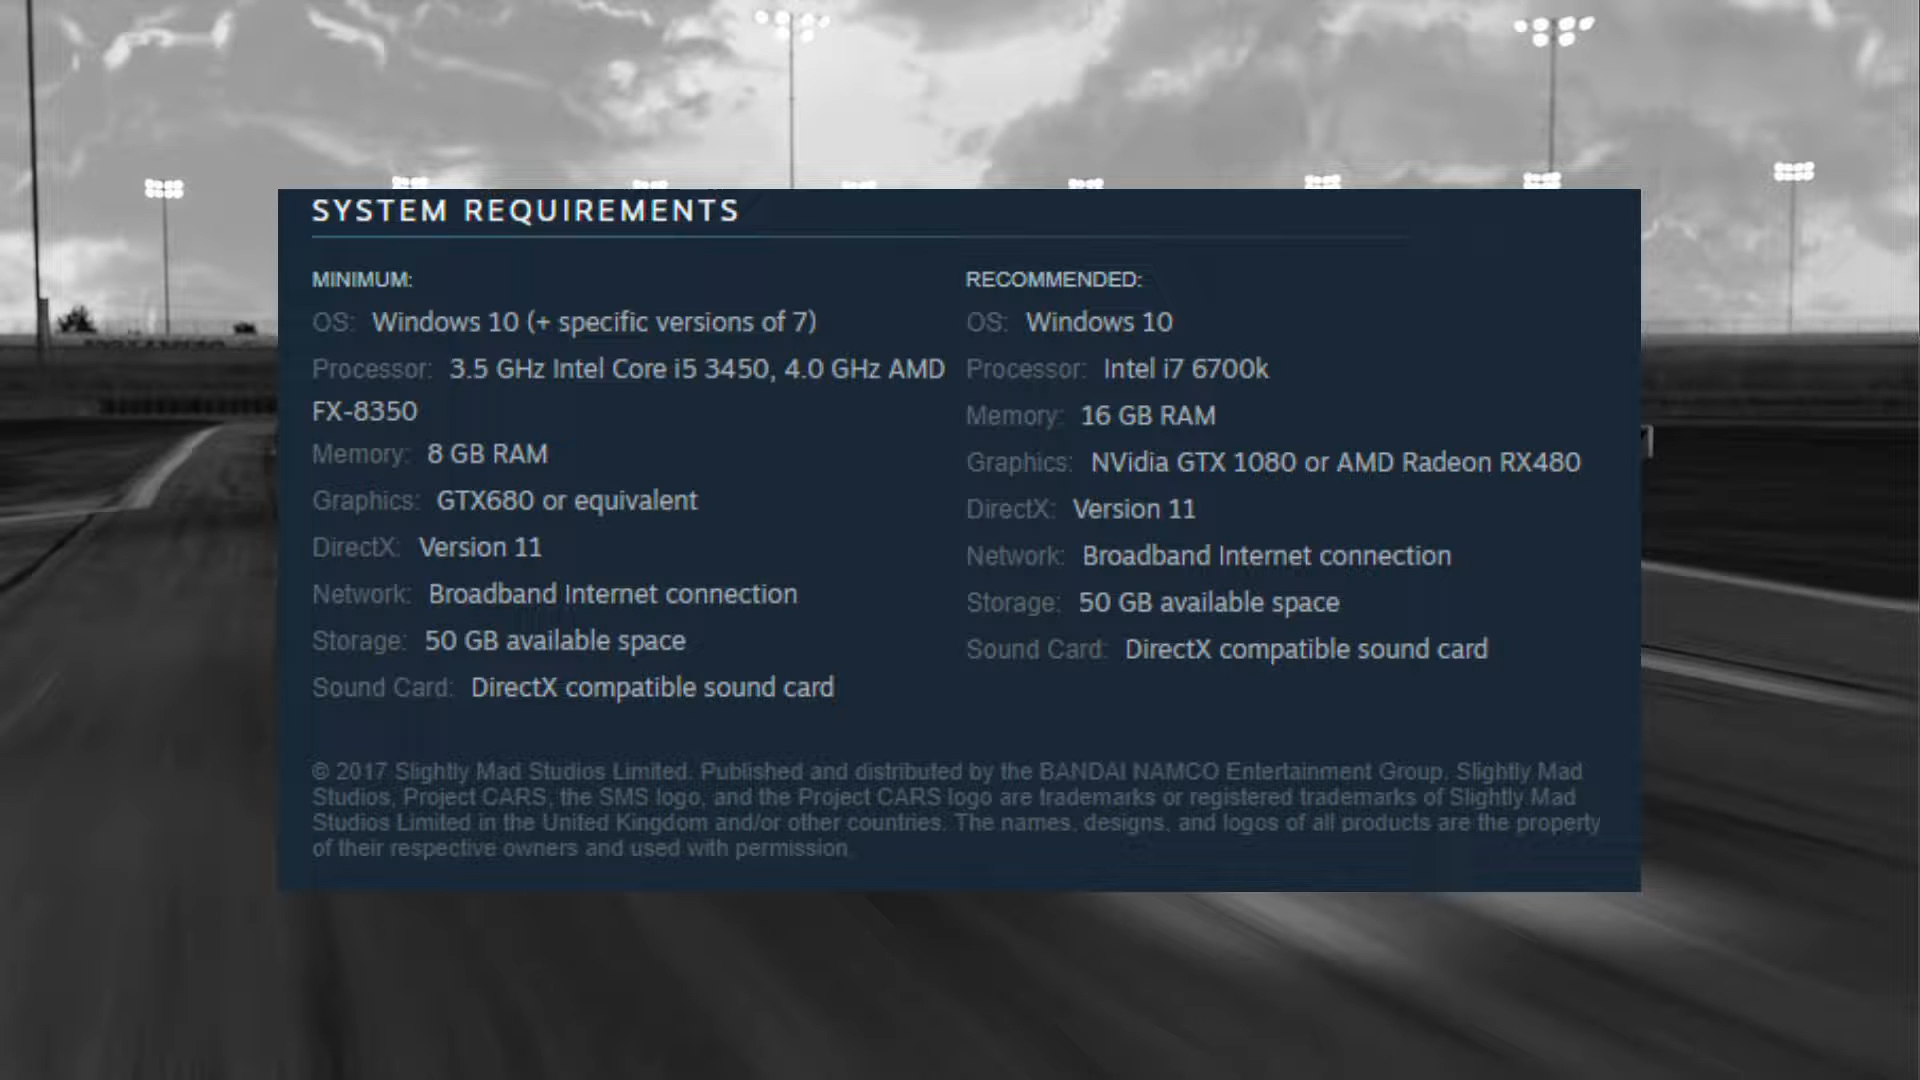 SYSTEM REQUIREMENTS
MINIMUM:
OS: Windows 10 (+ specific versions of 7)
Processor: 3.5 GHz Intel Core i5 3450, 4.0 GHz AMD
FX-8350
Memory: 8 GB RAM
Graphics: GTX680 or equivalent
DirectX: Version 11
Network: Broadband Internet connection
Storage: 50 GB available space
Sound Card: DirectX compatible sound card
RECOMMENDED:
OS: Windows 10
Processor: Intel i7 6700k
Memory: 16 GB RAM
Graphics: NVidia GTX 1080 or AMD Radeon RX480
DirectX: Version 11
Network: Broadband Internet connection
Storage: 50 GB available space
Sound Card: DirectX compatible sound card
© 2017 Slightly Mad Studios Limited. Published and distributed by the BANDAI NAMCO Entertainment Group. Slightly Mad
Studios, Project CARS, the SMS logo, and the Project CARS logo are trademarks or registered trademarks of Slightly Mad
Studios Limited in the United Kingdom and/or other countries. The names, designs, and logos of all products are the property
of their respective owners and used with permission.